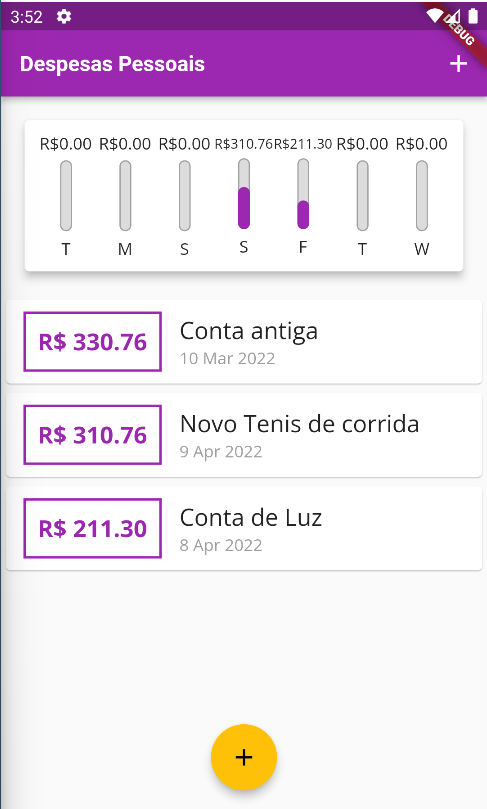 3:52
DEBUG
Despesas Pessoais
+
R$0.00 R$0.00 R$0.00 R$310.76 R$211.30 R$0.00 R$0.00
T M S S F T W
R$ 330.76
Conta antiga
10 Mar 2022
R$ 310.76
Novo Tenis de corrida
9 Apr 2022
R$ 211.30
Conta de Luz
8 Apr 2022
+